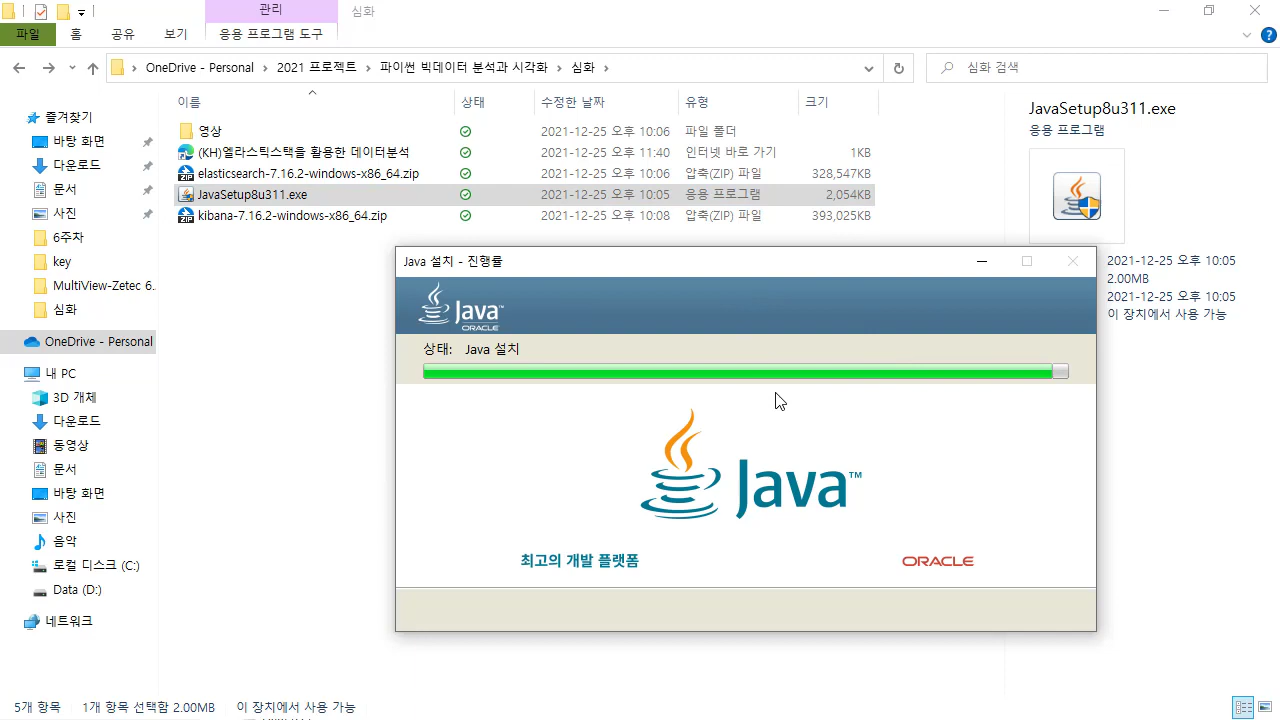 관리
심화
파일
홈
공유
보기
응용 프로그램 도구
OneDrive - Personal
2021 프로젝트
파이썬 빅데이터 분석과 시각화
심화
심화 검색
이름
상태
수정한 날짜
유형
크기
영상
2021-12-25 오후 10:06
파일 폴더
(KH)엘라스틱스택을 활용한 데이터분석
2021-12-25 오후 11:40
인터넷 바로 가기
1KB
ZIP
elasticsearch-7.16.2-windows-x86_64.zip
2021-12-25 오후 10:06
압축(ZIP) 파일
328,547KB
JavaSetup8u311.exe
2021-12-25 오후 10:05
응용 프로그램
2,054KB
ZIP
kibana-7.16.2-windows-x86_64.zip
2021-12-25 오후 10:08
압축(ZIP) 파일
393,025KB
즐겨찾기
바탕 화면
다운로드
문서
사진
6주차
key
MultiView-Zetec 6.
심화
OneDrive - Personal
내 PC
3D 개체
다운로드
동영상
문서
바탕 화면
사진
음악
로컬 디스크 (C:)
Data (D:)
네트워크
JavaSetup8u311.exe
응용 프로그램
2021-12-25 오후 10:05
2.00MB
2021-12-25 오후 10:05
이 장치에서 사용 가능
Java 설치 - 진행률
Java™
ORACLE
상태: Java 설치
Java™
최고의 개발 플랫폼
ORACLE
5개 항목
1개 항목 선택함 2.00MB
이 장치에서 사용 가능